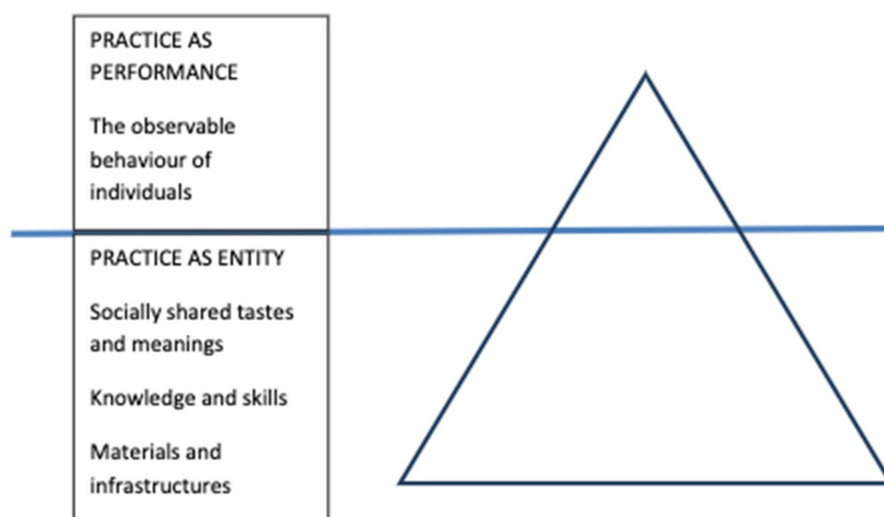 PRACTICE AS
PERFORMANCE
The observable
behaviour of
individuals
PRACTICE AS ENTITY
Socially shared tastes
and meanings
Knowledge and skills
Materials and
infrastructures